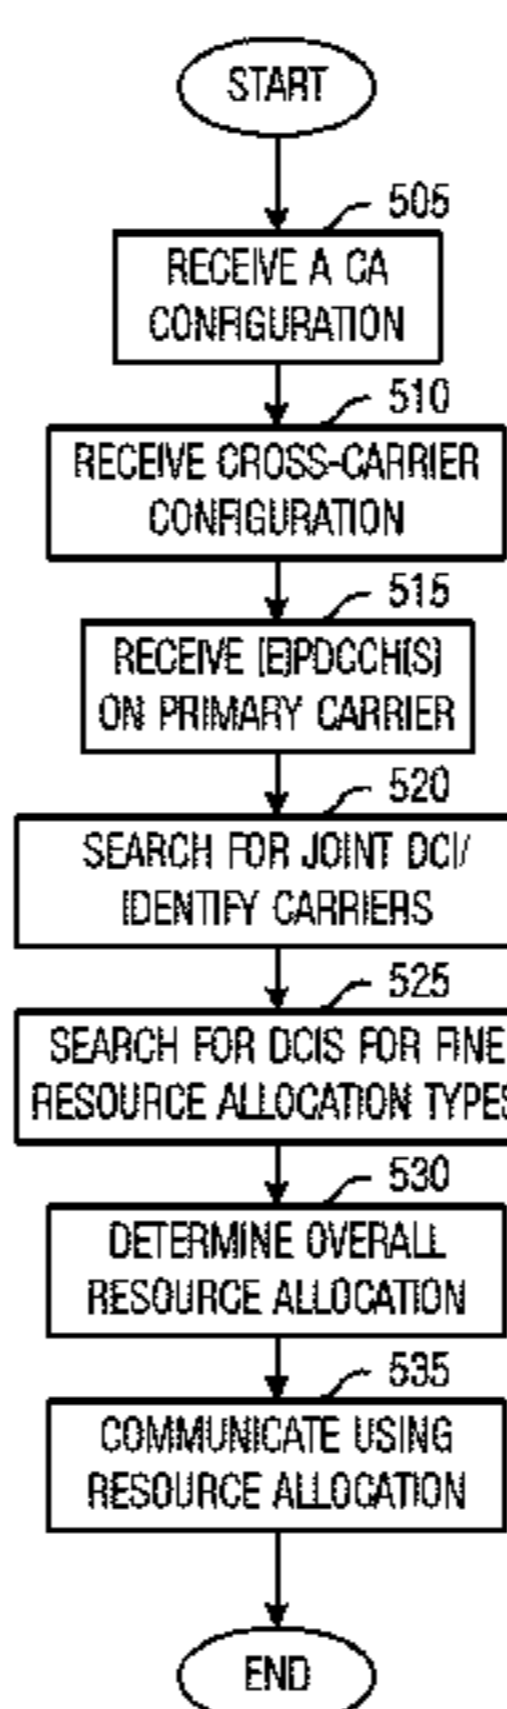 START
505
RECEIVE A CA
CONFIGURATION
510
RECEIVE CROSS-CARRIER
CONFIGURATION
515
RECEIVE (E)PDCCH(S)
ON PRIMARY CARRIER
520
SEARCH FOR JOINT DCI/
IDENTIFY CARRIERS
525
SEARCH FOR DCIS FOR FINE
RESOURCE ALLOCATION TYPES
530
DETERMINE OVERALL
RESOURCE ALLOCATION
535
COMMUNICATE USING
RESOURCE ALLOCATION
END